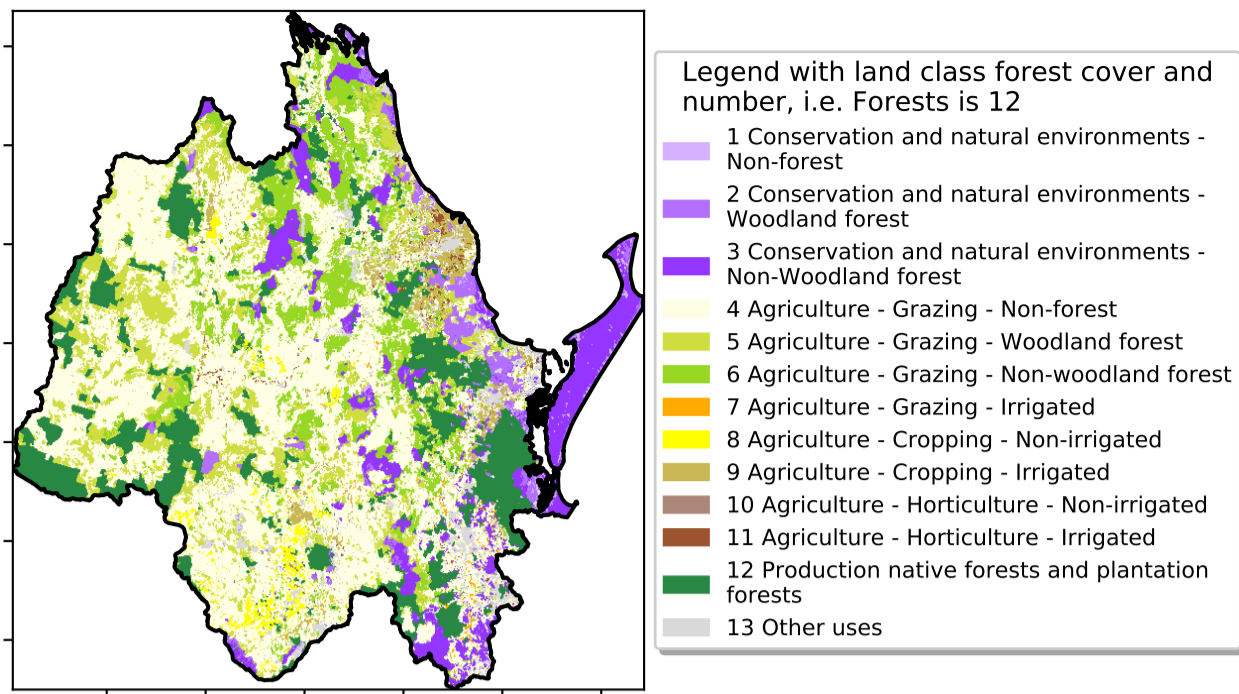 Legend with land class forest cover and
number, i.e. Forests is 12
1 Conservation and natural environments -
Non-forest
2 Conservation and natural environments -
Woodland forest
3 Conservation and natural environments -
Non-Woodland forest
4 Agriculture - Grazing - Non-forest
5 Agriculture - Grazing - Woodland forest
6 Agriculture - Grazing - Non-woodland forest
7 Agriculture - Grazing - Irrigated
8 Agriculture - Cropping - Non-irrigated
9 Agriculture - Cropping - Irrigated
10 Agriculture - Horticulture - Non-irrigated
11 Agriculture - Horticulture - Irrigated
12 Production native forests and plantation
forests
13 Other uses